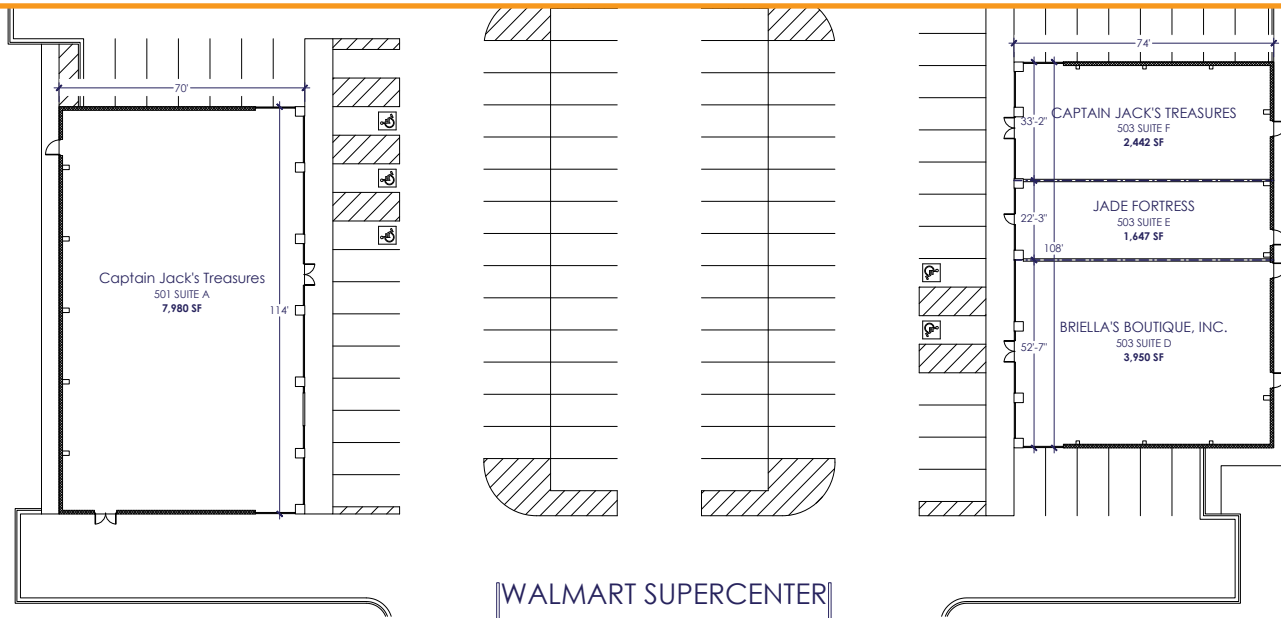 70'
Captain Jack's Treasures
501 SUITE A
7,980 SF
114'
74'
33'-2"
CAPTAIN JACK'S TREASURES
503 SUITE F
2,442 SF
22'-3"
JADE FORTRESS
503 SUITE E
1,647 SF
108'
52'-7"
BRIELLA'S BOUTIQUE, INC.
503 SUITE D
3,950 SF
WALMART SUPERCENTER